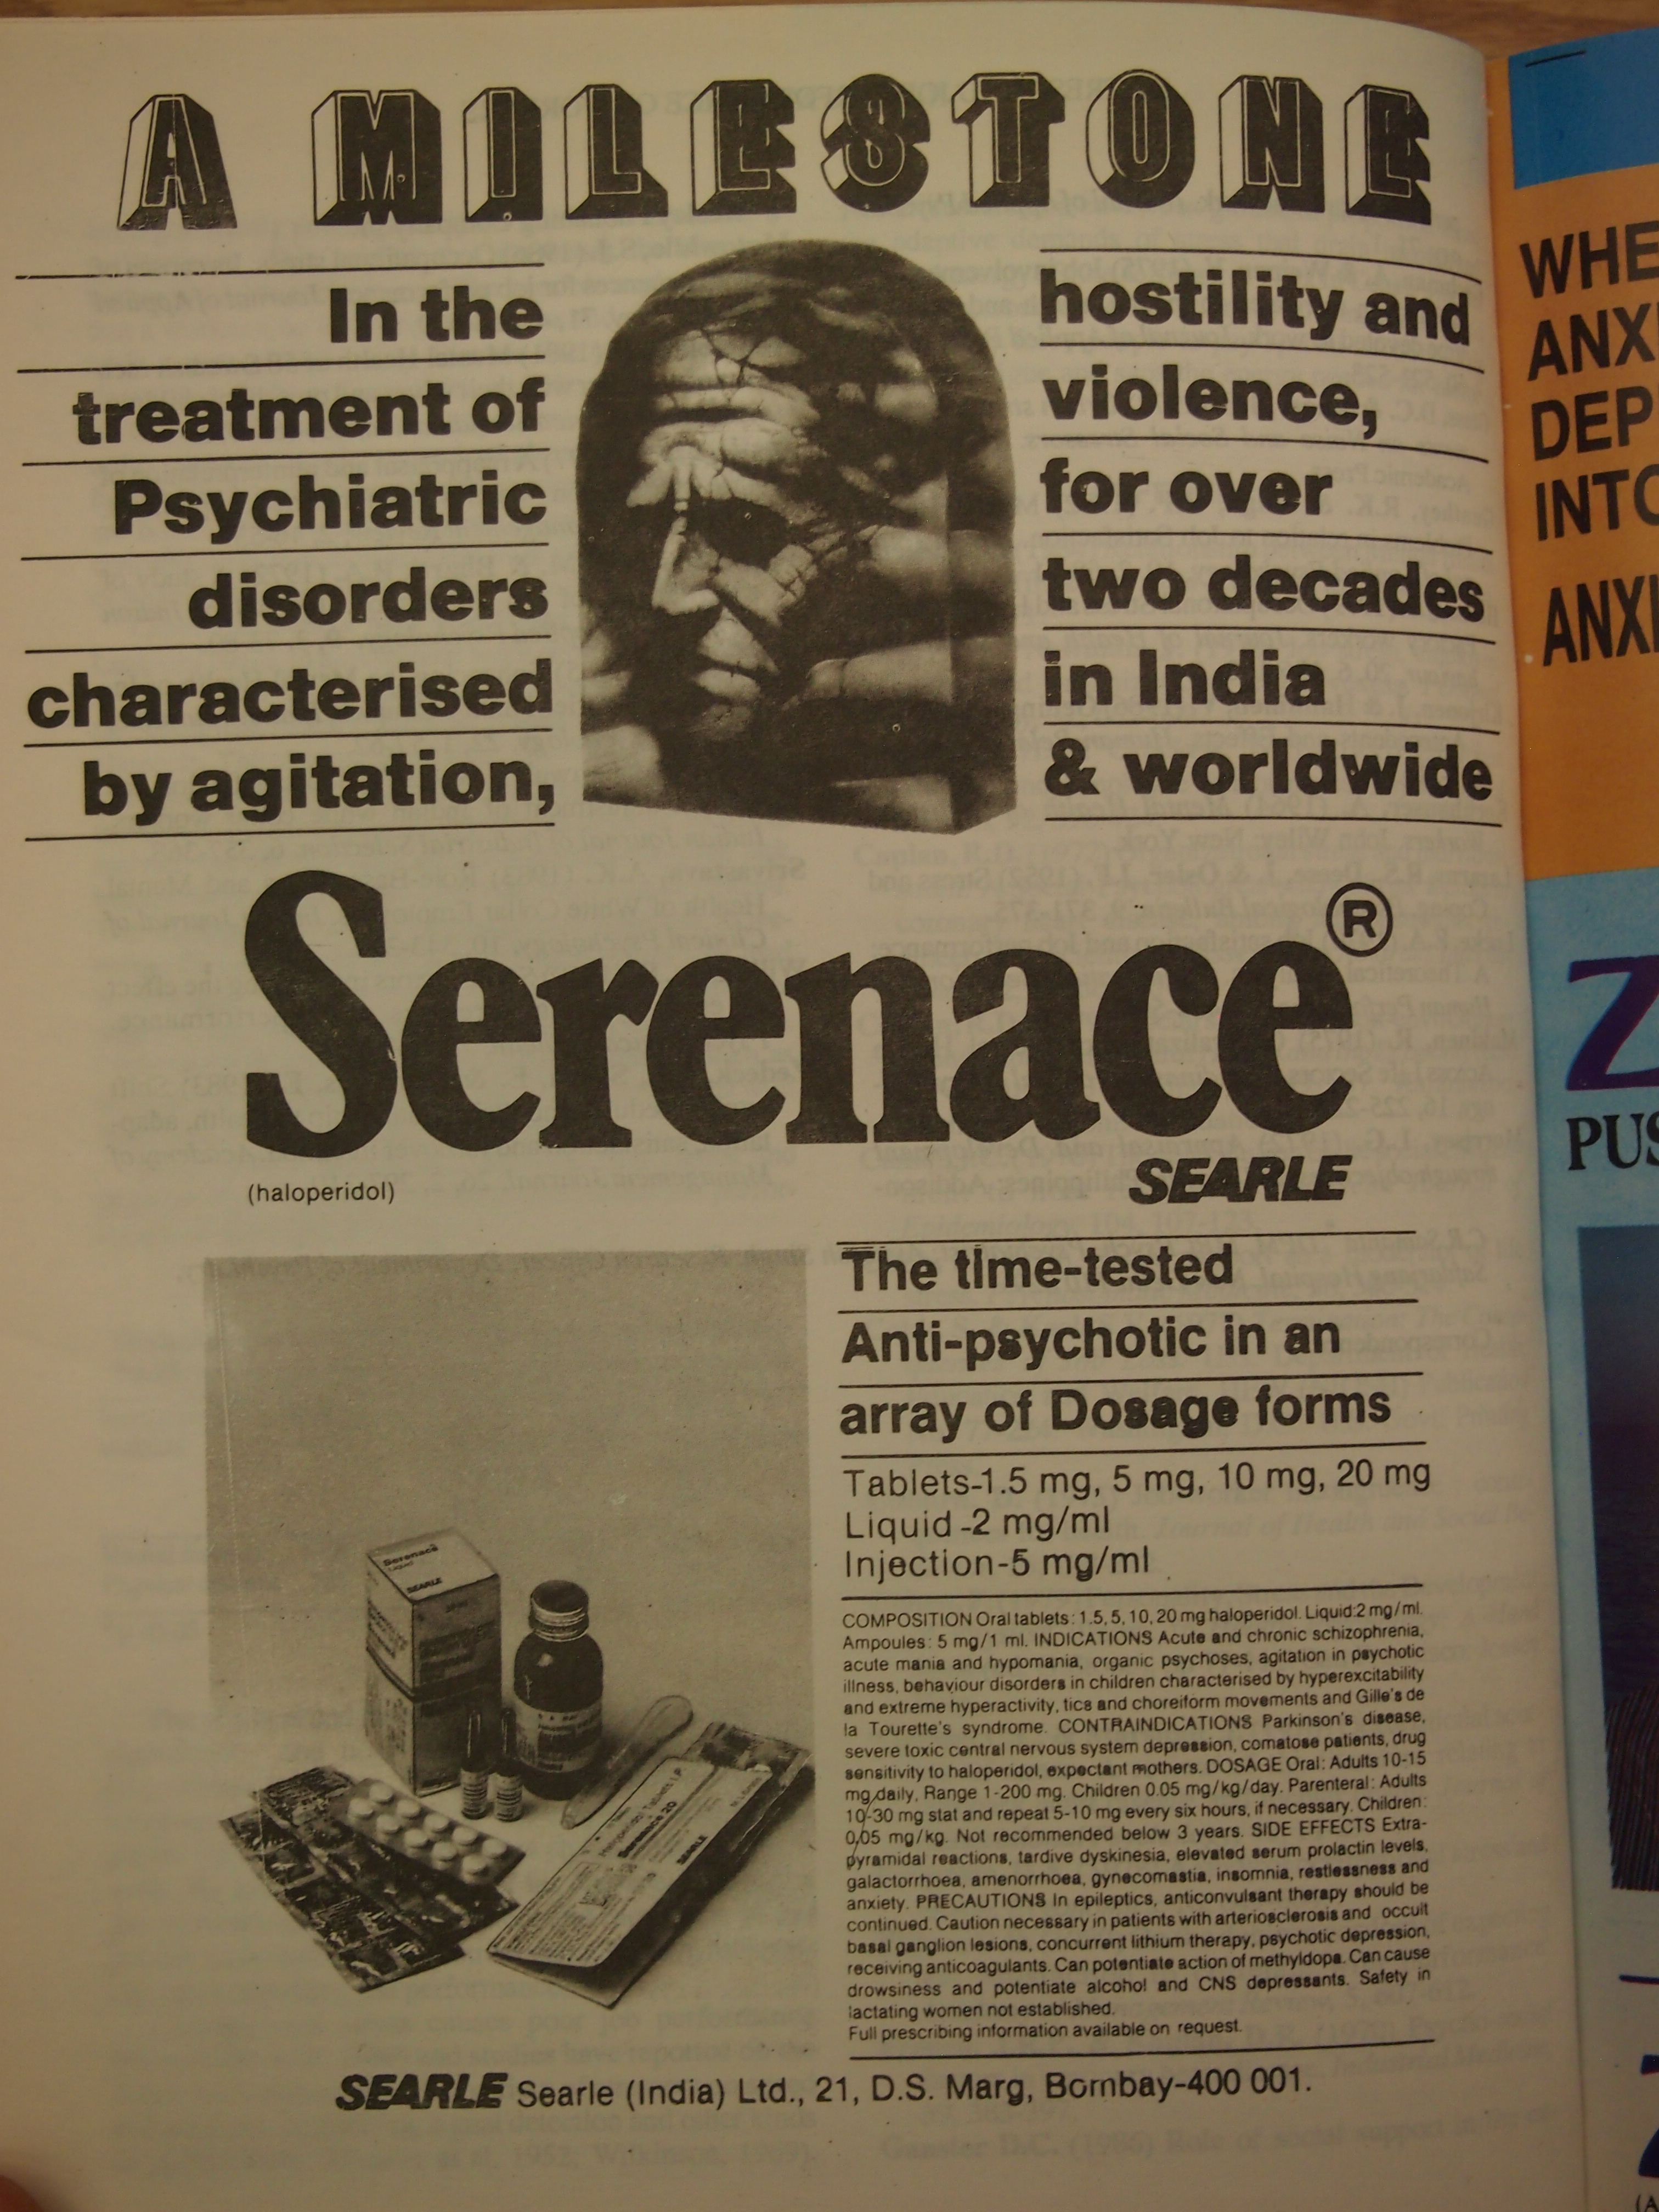 A MILESTONE
In the
treatment of
Psychiatric
disorders
characterised
by agitation,
hostility and
violence,
for over
two decades
in India
& worldwide
Serenace®
(haloperidol)
SEARLE
The time-tested
Anti-psychotic in an
array of Dosage forms
Tablets-1.5 mg, 5 mg, 10 mg, 20 mg
Liquid-2 mg/ml
Injection-5 mg/ml
COMPOSITION Oral tablets: 1.5, 5, 10, 20 mg haloperidol. Liquid:2 mg/ml.
Ampoules: 5 mg/1 ml. INDICATIONS Acute and chronic schizophrenia,
acute mania and hypomania, organic psychoses, agitation in psychotic
illness, behaviour disorders in children characterised by hyperexcitability
and extreme hyperactivity, tics and choreiform movements and Gille's de
la Tourette's syndrome. CONTRAINDICATIONS Parkinson's disease,
severe toxic central nervous system depression, comatose patients, drug
sensitivity to haloperidol, expectant mothers. DOSAGE Oral: Adults 10-15
mg daily, Range 1-200 mg. Children 0.05 mg/kg/day. Parenteral: Adults
10-30 mg stat and repeat 5-10 mg every six hours, if necessary. Children:
0,05 mg/kg. Not recommended below 3 years. SIDE EFFECTS Extra-
pyramidal reactions, tardive dyskinesia, elevated serum prolactin levels,
galactorrhoea, amenorrhoea, gynecomastia, insomnia, restlessness and
anxiety. PRECAUTIONS In epileptics, anticonvulsant therapy should be
continued. Caution necessary in patients with arteriosclerosis and occult
basal ganglion lesions, concurrent lithium therapy, psychotic depression,
receiving anticoagulants. Can potentiate action of methyldopa. Can cause
drowsiness and potentiate alcohol and CNS depressants. Safety in
lactating women not established.
Full prescribing information available on request.
Serenace
Liquid
SEARLE
Haloperidol Tablets I.P.
Serenace 20
SEARLE
SEARLE Searle (India) Ltd., 21, D.S. Marg, Bombay-400 001.
WHE
ANXI
DEP
INTO
ANXI
Z
PUS